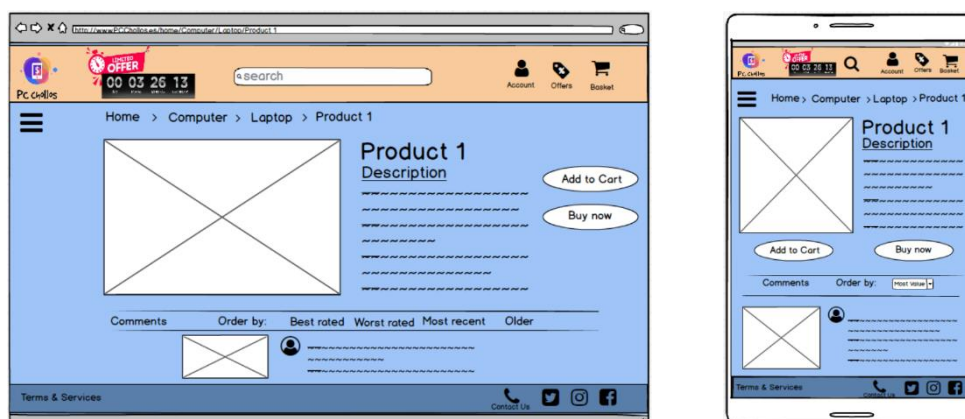 http://www.PCChollos.es/home/Computer/Laptop/Product 1
Pc chollos
LIMITED
OFFER
00 03 26 13
search
Account
Offers
Basket
Home > Computer > Laptop > Product 1
Product 1
Description
Add to Cart
Buy now
Comments Order by: Best rated Worst rated Most recent Older
Terms & Services
Contact Us
Pc chollos
Offer
00 03 26 13
Account
Offers
Basket
Home > Computer > Laptop > Product 1
Product 1
Description
Add to Cart
Buy now
Comments Order by: Most Value
Terms & Services
Contact Us